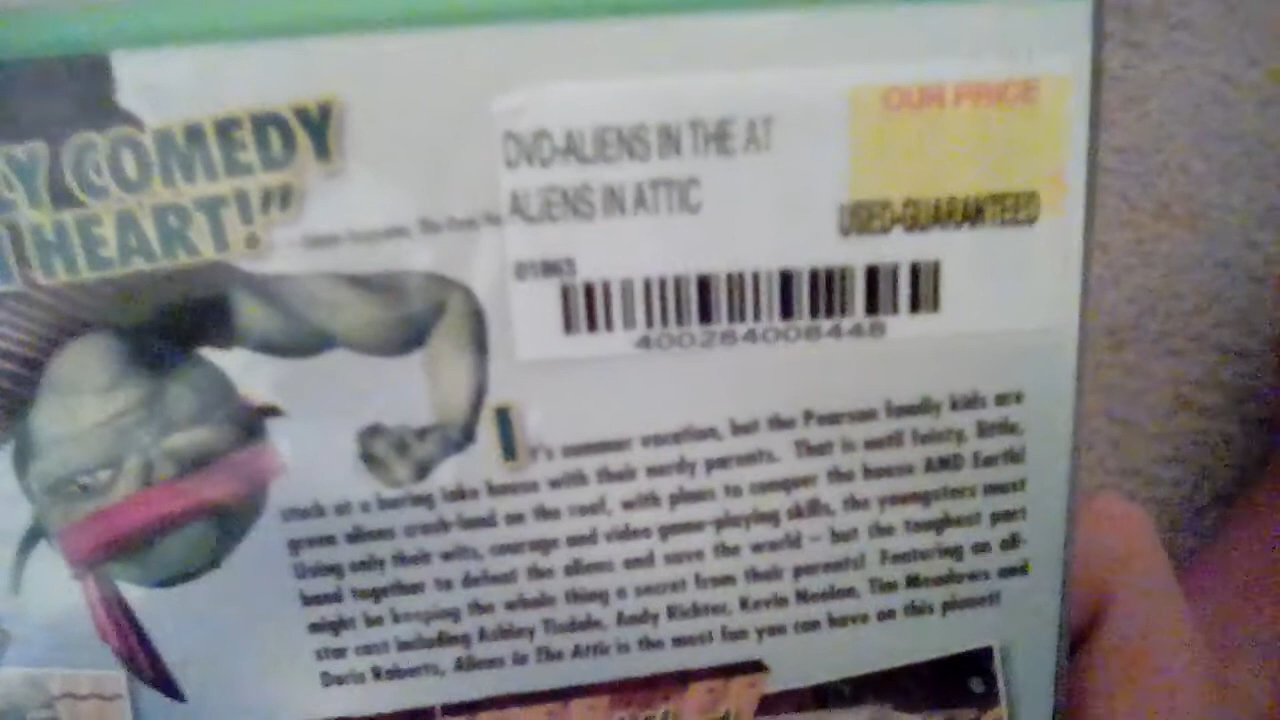 Y COMEDY
HEART!”
DVD-ALIENS IN THE AT
ALIENS IN ATTIC
OUR PRICE
USED-GUARANTEED
01963
400284008448
It's summer vacation, but the Pearson family kids are
stuck at a boring lake house with their nerdy parents. That is until feisty, little,
green aliens crash-land on the roof, with plans to conquer the house AND Earth!
Using only their wits, courage and video game-playing skills, the youngsters must
band together to defeat the aliens and save the world – but the toughest part
might be keeping the whole thing a secret from their parents! Featuring an all-
star cast including Ashley Tisdale, Andy Richter, Kevin Nealon, Tim Meadows and
Doris Roberts, Aliens In The Attic is the most fun you can have on this planet!